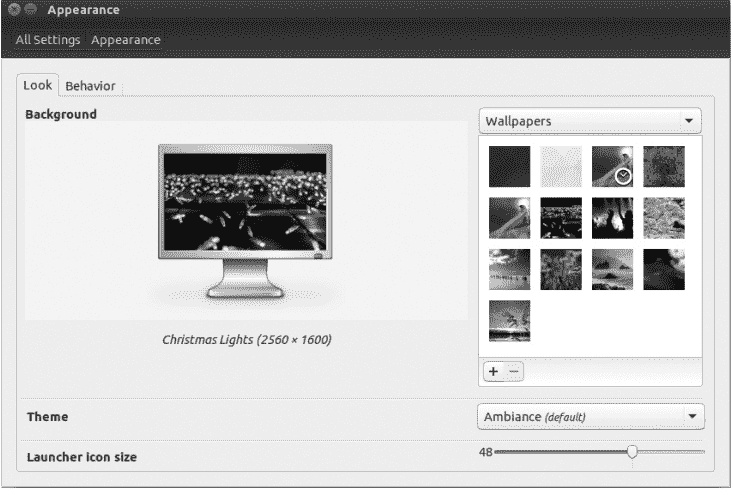 Appearance
All Settings Appearance
Look Behavior
Background
Wallpapers
Christmas Lights (2560 × 1600)
+ −
Theme
Ambiance (default)
Launcher icon size
48